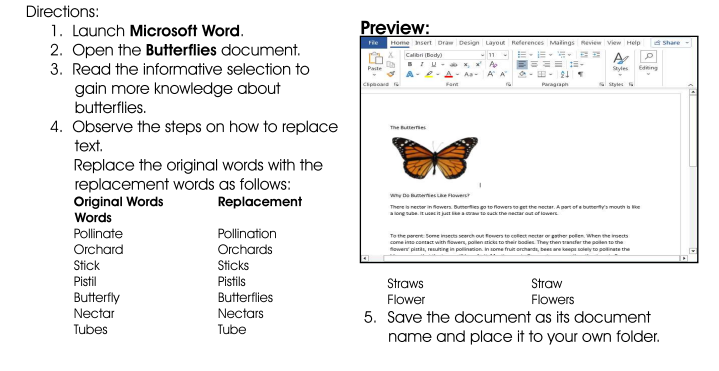 Directions:
1. Launch Microsoft Word.
2. Open the Butterflies document.
3. Read the informative selection to
gain more knowledge about
butterflies.
4. Observe the steps on how to replace
text.
Replace the original words with the
replacement words as follows:
Original Words Replacement
Words
Pollinate Pollination
Orchard Orchards
Stick Sticks
Pistil Pistils
Butterfly Butterflies
Nectar Nectars
Tubes Tube
Preview:
File Home Insert Draw Design Layout References Mailings Review View Help Share
Calibri (Body) 11
Paste B I U ab x₂ x² A Styles Editing
A A Aa A A
Clipboard Font Paragraph Styles
The Butterflies
Why Do Butterflies Like Flowers?
There is nectar in flowers. Butterflies go to flowers to get the nectar. A part of a butterfly's mouth is like
a long tube. It uses it just like a straw to suck the nectar out of lowers.
To the parent: Some insects search out flowers to collect nectar or gather pollen. When the insects
come into contact with flowers, pollen sticks to their bodies. They then transfer the pollen to the
flowers' pistils, resulting in pollination. In some fruit orchards, bees are keeps solely to pollinate the
Straws Straw
Flower Flowers
5. Save the document as its document
name and place it to your own folder.